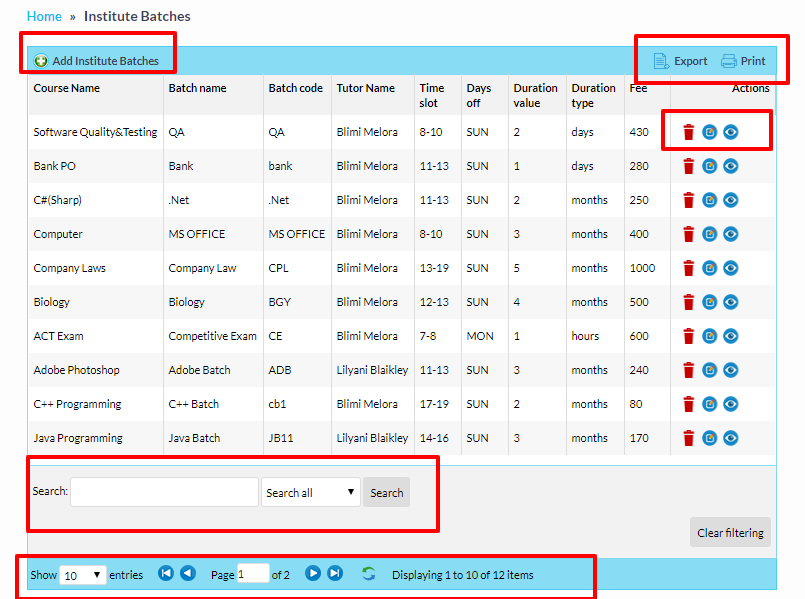 Home » Institute Batches
Add Institute Batches Export Print
Course Name Batch name Batch code Tutor Name Time slot Days off Duration value Duration type Fee Actions
Software Quality&Testing QA QA Blimi Melora 8-10 SUN 2 days 430
Bank PO Bank bank Blimi Melora 11-13 SUN 1 days 280
C#(Sharp) .Net .Net Blimi Melora 11-13 SUN 2 months 250
Computer MS OFFICE MS OFFICE Blimi Melora 8-10 SUN 3 months 400
Company Laws Company Law CPL Blimi Melora 13-19 SUN 5 months 1000
Biology Biology BGY Blimi Melora 12-13 SUN 4 months 500
ACT Exam Competitive Exam CE Blimi Melora 7-8 MON 1 hours 600
Adobe Photoshop Adobe Batch ADB Lilyani Blaikley 11-13 SUN 3 months 240
C++ Programming C++ Batch cb1 Blimi Melora 17-19 SUN 2 months 80
Java Programming Java Batch JB11 Lilyani Blaikley 14-16 SUN 3 months 170
Search: Search all Search
Clear filtering
Show 10 entries Page 1 of 2 Displaying 1 to 10 of 12 items